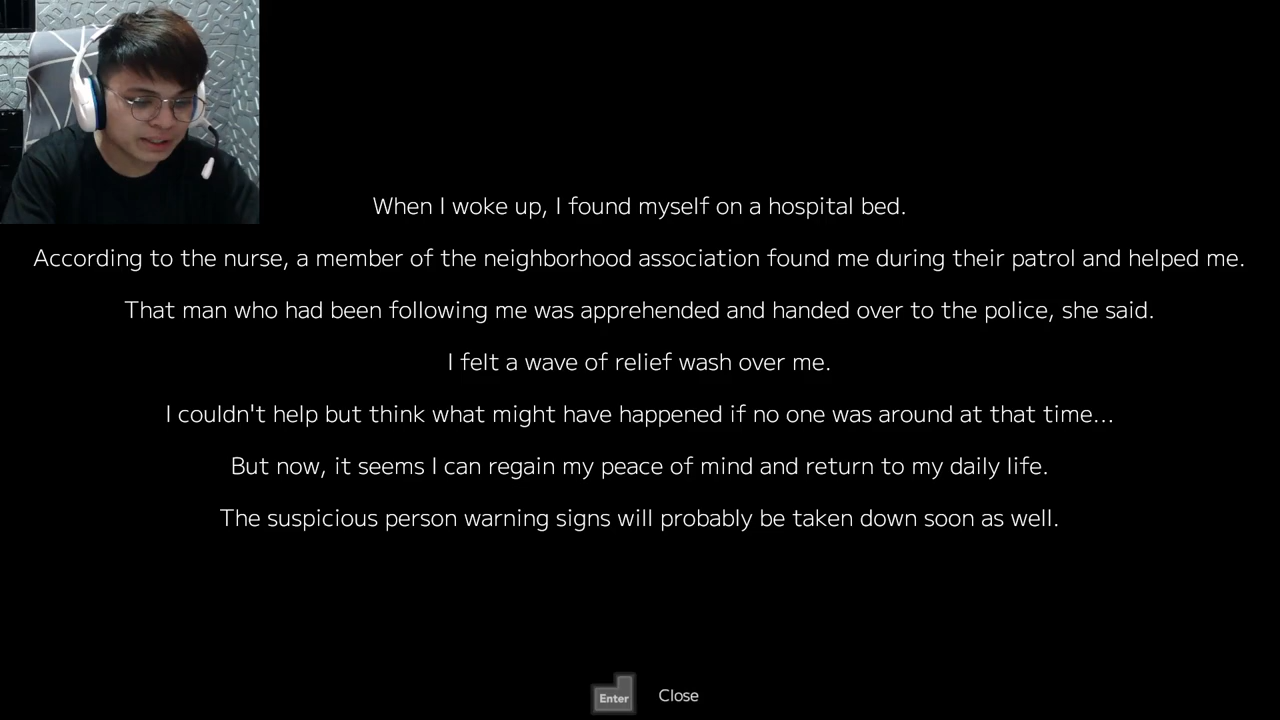 When I woke up, I found myself on a hospital bed.
According to the nurse, a member of the neighborhood association found me during their patrol and helped me.
That man who had been following me was apprehended and handed over to the police, she said.
I felt a wave of relief wash over me.
I couldn't help but think what might have happened if no one was around at that time...
But now, it seems I can regain my peace of mind and return to my daily life.
The suspicious person warning signs will probably be taken down soon as well.
Enter Close